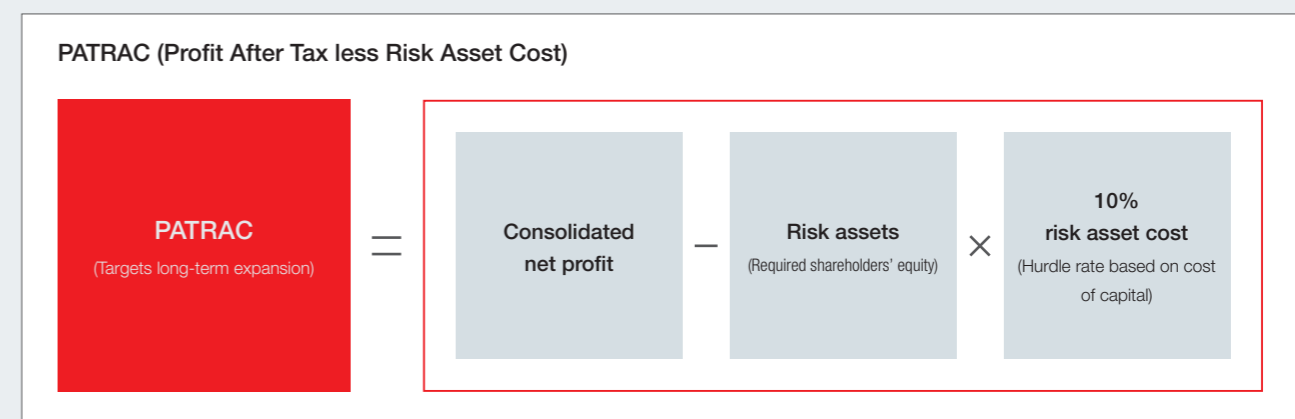 PATRAC (Profit After Tax less Risk Asset Cost)
PATRAC
(Targets long-term expansion)
=
Consolidated
net profit
−
Risk assets
(Required shareholders' equity)
×
10%
risk asset cost
(Hurdle rate based on cost
of capital)